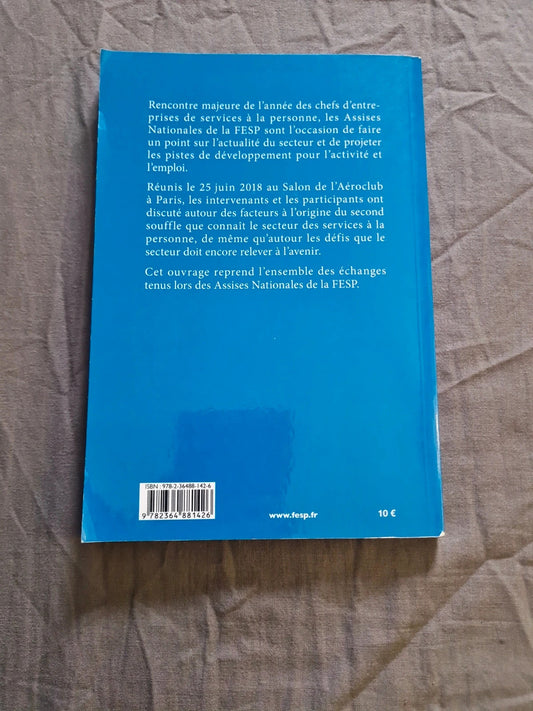 Rencontre majeure de l'année des chefs d'entre-
prises de services à la personne, les Assises
Nationales de la FESP sont l'occasion de faire
un point sur l'actualité du secteur et de projeter
les pistes de développement pour l'activité et
l'emploi.
Réunis le 25 juin 2018 au Salon de l'Aéroclub
à Paris, les intervenants et les participants ont
discuté autour des facteurs à l'origine du second
souffle que connaît le secteur des services à la
personne, de même qu'autour les défis que le
secteur doit encore relever à l'avenir.
Cet ouvrage reprend l'ensemble des échanges
tenus lors des Assises Nationales de la FESP.
ISBN : 978-2-36488-142-6
9 782364 881426
www.fesp.fr
10 €